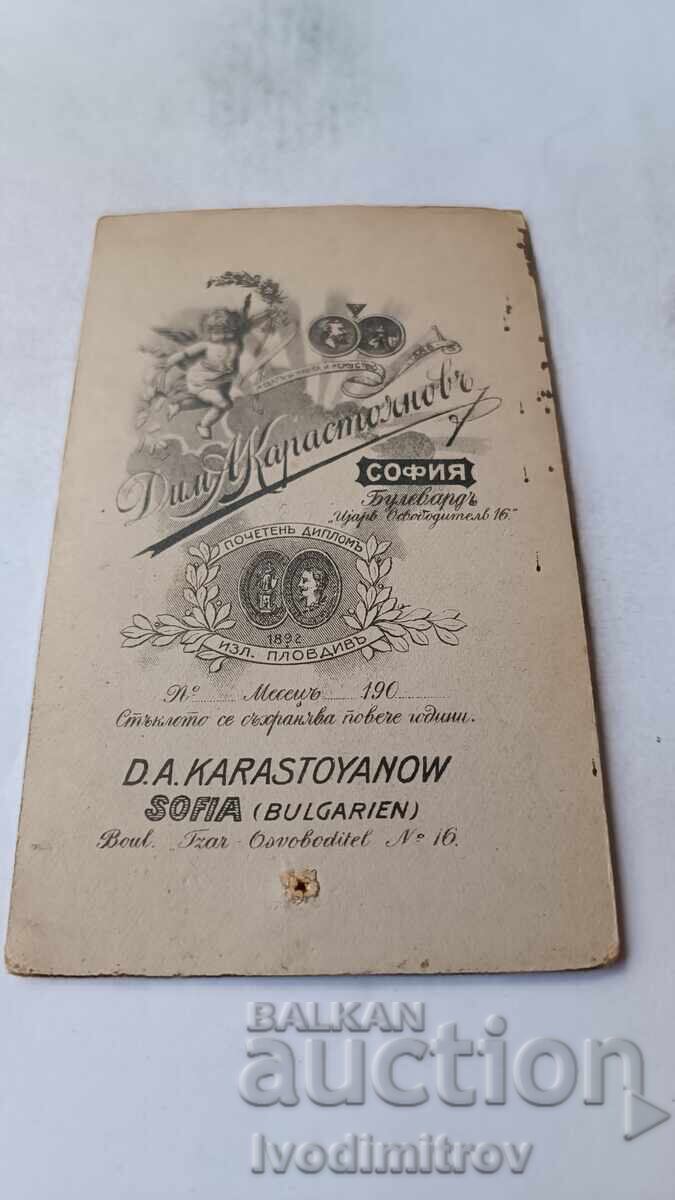 Дим. А. Карастояновъ
СОФИЯ
Булевардъ
„Царь Освободитель 16."
ПОЧЕТЕНЪ ДИПЛОМЪ
1892
ИЗЛ. ПЛОВДИВЪ
№ Месецъ 190
Стъклото се съхранява повече години.
D. A. KARASTOYANOW
SOFIA (BULGARIEN)
Boul. Tzar - Osvoboditel № 16.
BALKAN
auction
Ivodimitrov